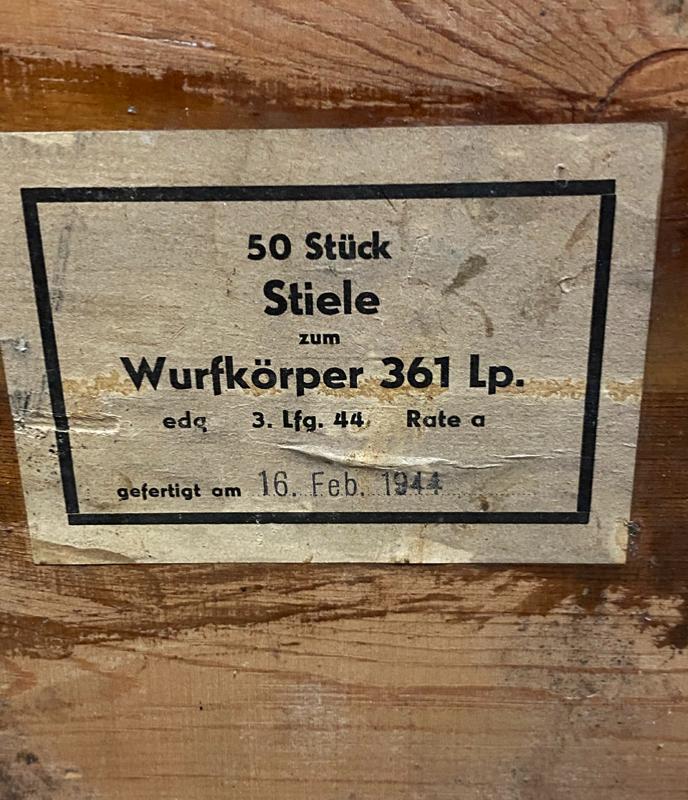 50 Stück
Stiele
zum
Wurfkörper 361 Lp.
edq 3. Lfg. 44. Rate a
gefertigt am 16. Feb. 1944